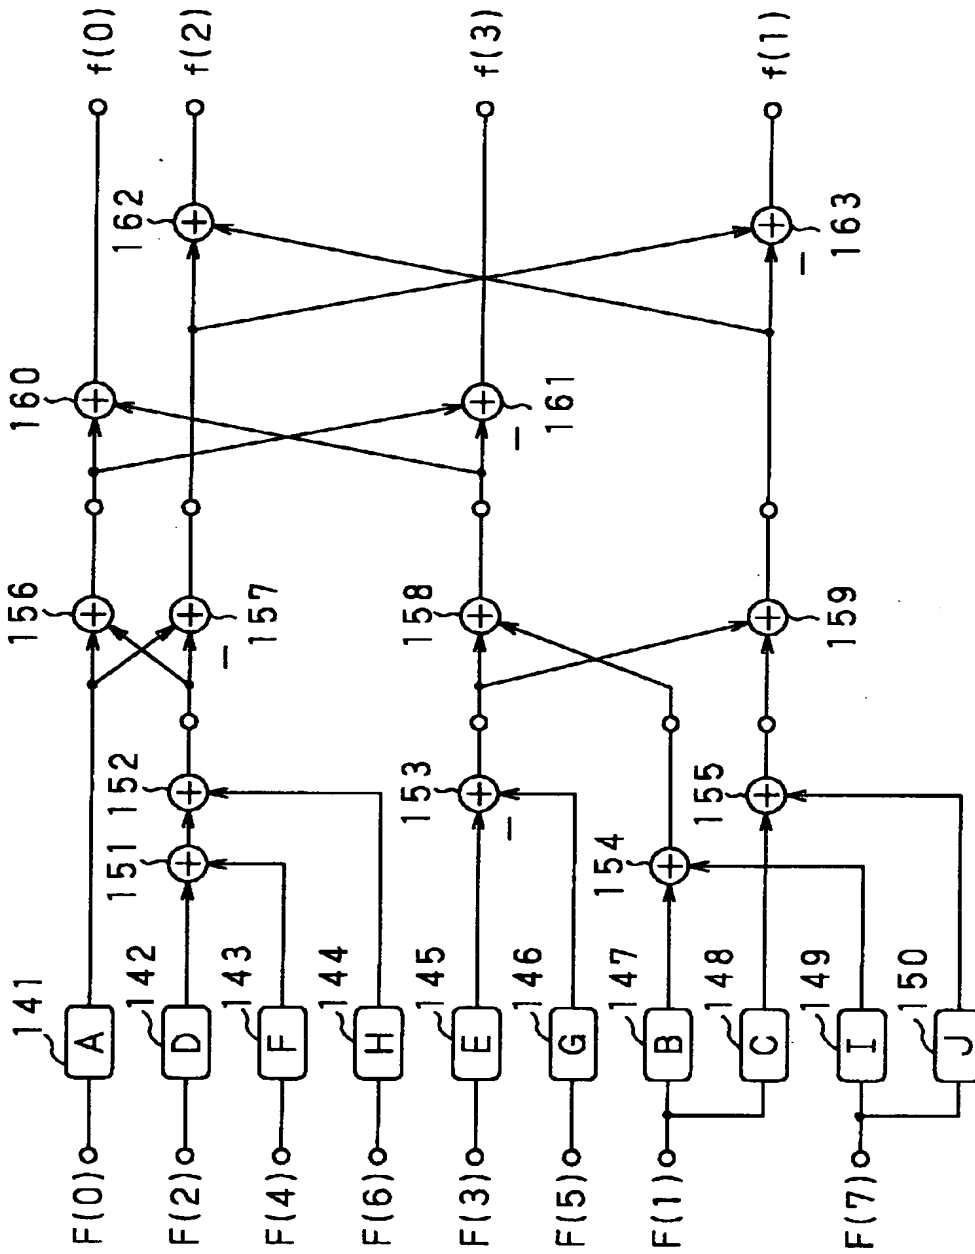 141
A
156
160
F(0)
f(0)
142
D
151
152
157
162
F(2)
f(2)
−
143
F
F(4)
144
H
F(6)
145
E
153
158
161
F(3)
f(3)
−
−
146
G
F(5)
147
B
154
F(1)
148
C
155
159
163
f(1)
−
149
I
F(7)
150
J
+
+
+
+
+
+
+
+
+
+
+
+
+